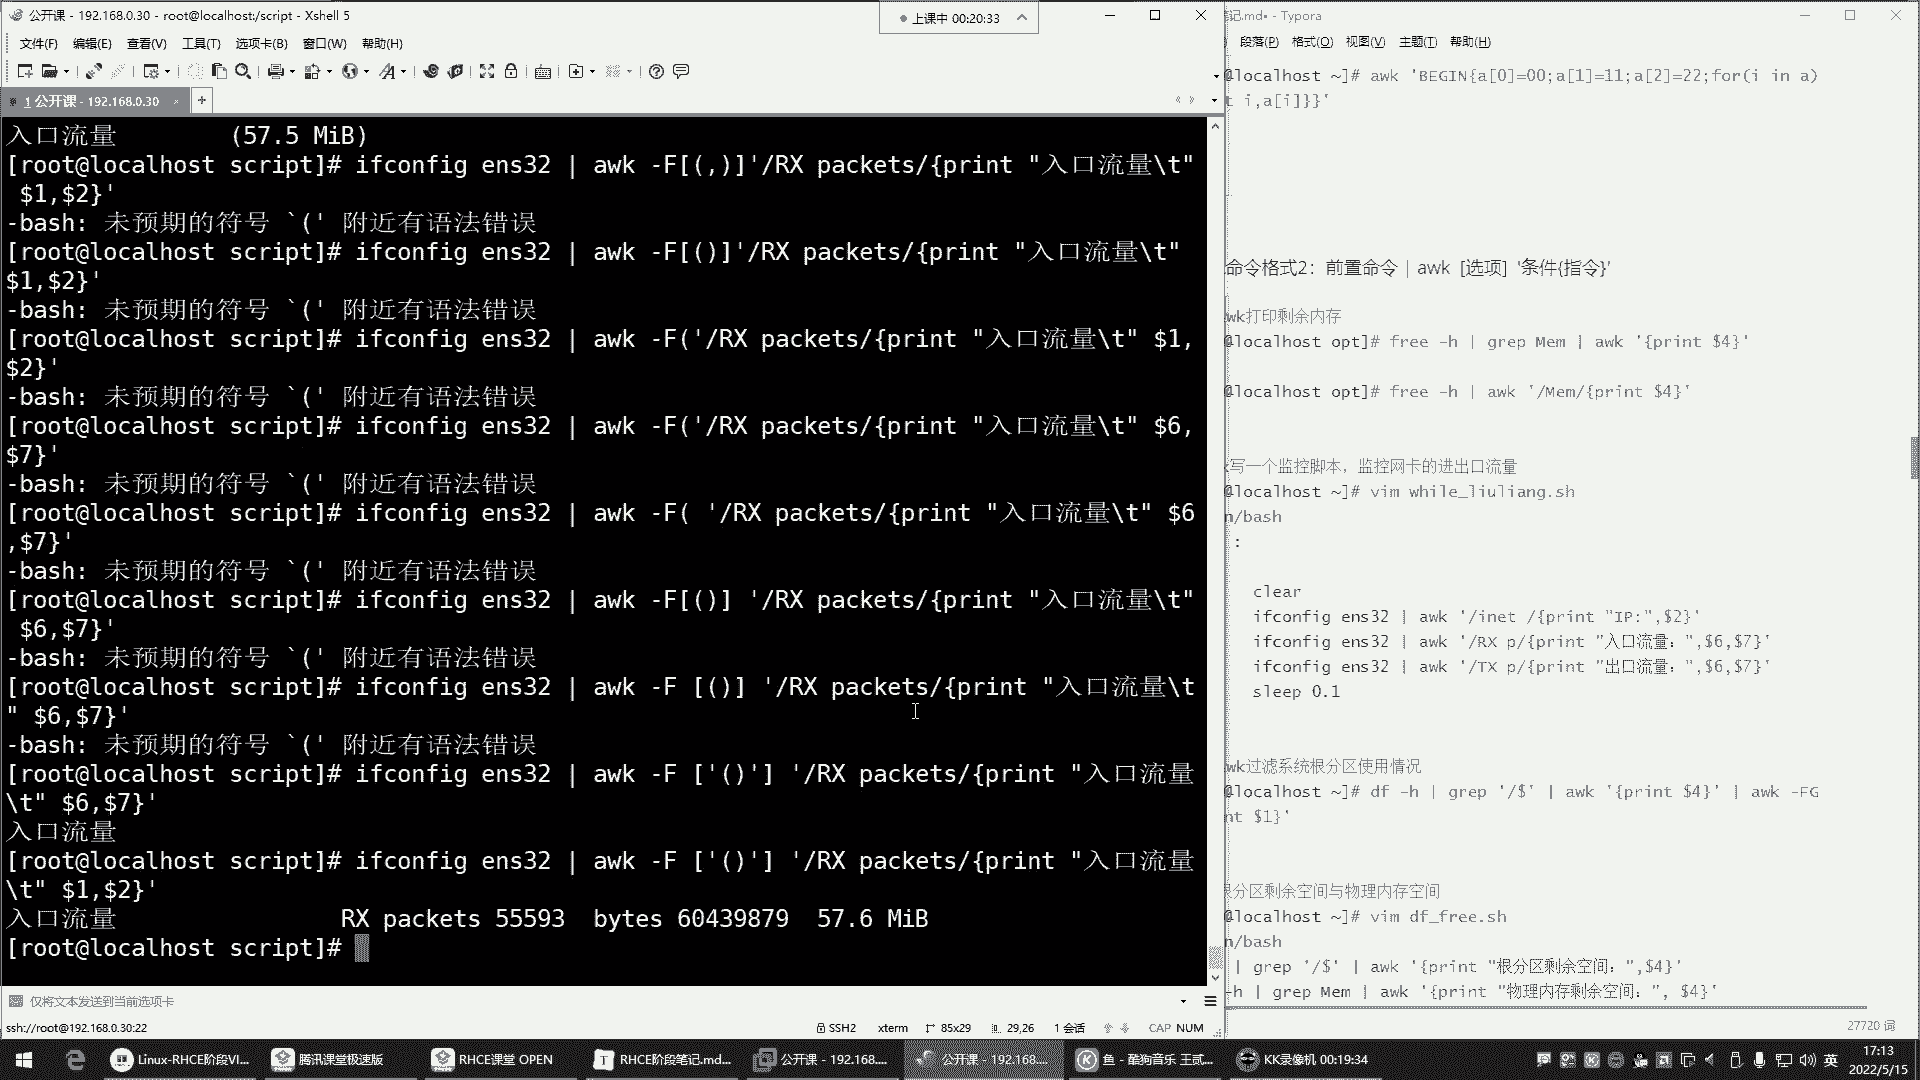 公开课 - 192.168.0.30 - root@localhost:/script - Xshell 5
上课中 00:20:33
文件(F) 编辑(E) 查看(V) 工具(T) 选项卡(B) 窗口(W) 帮助(H)
1 公开课 - 192.168.0.30 × +
入口流量 (57.5 MiB)
[root@localhost script]# ifconfig ens32 | awk -F[(,)]'/RX packets/{print "入口流量\t"
 $1,$2}'
-bash: 未预期的符号 `(' 附近有语法错误
[root@localhost script]# ifconfig ens32 | awk -F[()]'/RX packets/{print "入口流量\t"
$1,$2}'
-bash: 未预期的符号 `(' 附近有语法错误
[root@localhost script]# ifconfig ens32 | awk -F('/RX packets/{print "入口流量\t" $1,
$2}'
-bash: 未预期的符号 `(' 附近有语法错误
[root@localhost script]# ifconfig ens32 | awk -F('/RX packets/{print "入口流量\t" $6,
$7}'
-bash: 未预期的符号 `(' 附近有语法错误
[root@localhost script]# ifconfig ens32 | awk -F( '/RX packets/{print "入口流量\t" $6
,$7}'
-bash: 未预期的符号 `(' 附近有语法错误
[root@localhost script]# ifconfig ens32 | awk -F[()] '/RX packets/{print "入口流量\t"
 $6,$7}'
-bash: 未预期的符号 `(' 附近有语法错误
[root@localhost script]# ifconfig ens32 | awk -F [()] '/RX packets/{print "入口流量\t
" $6,$7}'
-bash: 未预期的符号 `(' 附近有语法错误
[root@localhost script]# ifconfig ens32 | awk -F ['()'] '/RX packets/{print "入口流量
\t" $6,$7}'
入口流量
[root@localhost script]# ifconfig ens32 | awk -F ['()'] '/RX packets/{print "入口流量
\t" $1,$2}'
入口流量 RX packets 55593 bytes 60439879 57.6 MiB
[root@localhost script]#
仅将文本发送到当前选项卡
ssh://root@192.168.0.30:22 SSH2 xterm 85x29 29,26 1 会话 CAP NUM
记.md• - Typora
段落(P) 格式(O) 视图(V) 主题(T) 帮助(H)
@localhost ~]# awk 'BEGIN{a[0]=00;a[1]=11;a[2]=22;for(i in a)
t i,a[i]}}'
命令格式2：前置命令 | awk [选项] '条件{指令}'
wk打印剩余内存
@localhost opt]# free -h | grep Mem | awk '{print $4}'
@localhost opt]# free -h | awk '/Mem/{print $4}'
写一个监控脚本，监控网卡的进出口流量
@localhost ~]# vim while_liuliang.sh
n/bash
:
clear
ifconfig ens32 | awk '/inet /{print "IP:",$2}'
ifconfig ens32 | awk '/RX p/{print "入口流量：",$6,$7}'
ifconfig ens32 | awk '/TX p/{print "出口流量：",$6,$7}'
sleep 0.1
wk过滤系统根分区使用情况
@localhost ~]# df -h | grep '/$' | awk '{print $4}' | awk -FG
nt $1}'
根分区剩余空间与物理内存空间
@localhost ~]# vim df_free.sh
n/bash
| grep '/$' | awk '{print "根分区剩余空间：",$4}'
-h | grep Mem | awk '{print "物理内存剩余空间：", $4}'
27720 词
Linux-RHCE阶段VI... 腾讯课堂极速版 RHCE课堂 OPEN RHCE阶段笔记.md... 公开课 - 192.168.... 公开课 - 192.168.... 鱼 - 酷狗音乐 王贰... KK录像机 00:19:34
英
17:13
2022/5/15